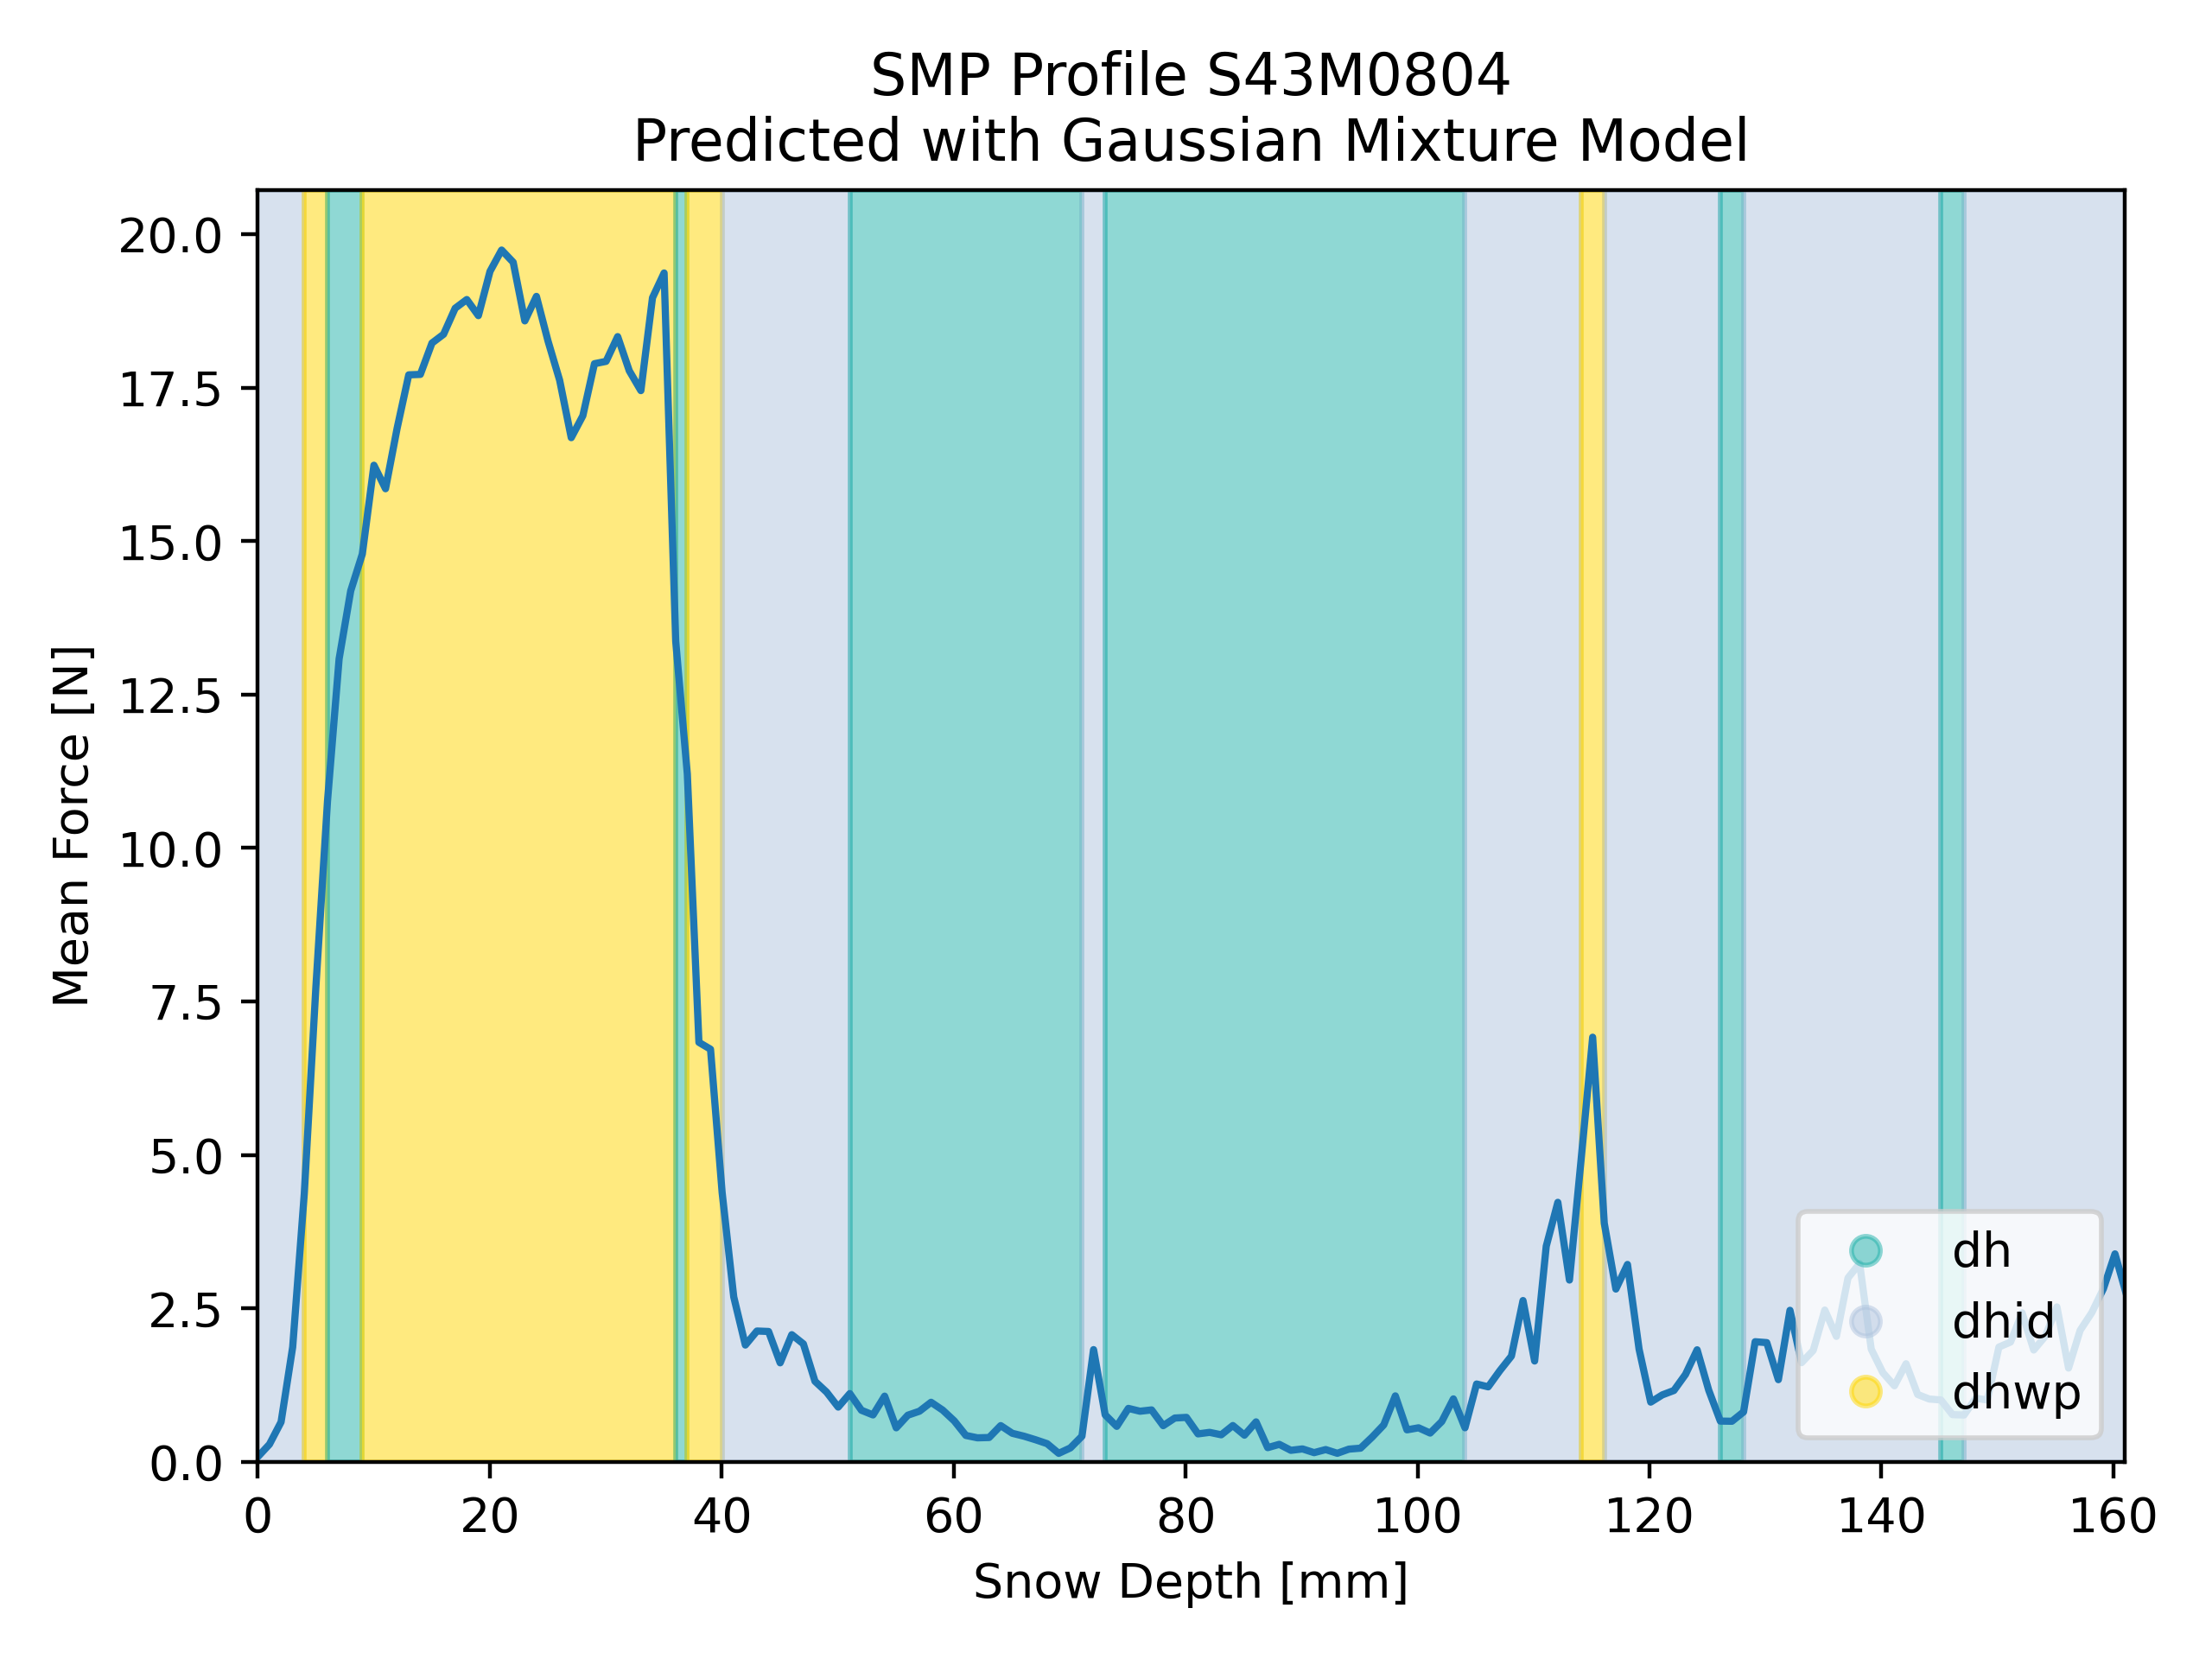 SMP Profile S43M0804
Predicted with Gaussian Mixture Model
Mean Force [N]
20.0
17.5
15.0
12.5
10.0
7.5
5.0
2.5
0.0
dh
dhid
dhwp
0 20 40 60 80 100 120 140 160
Snow Depth [mm]